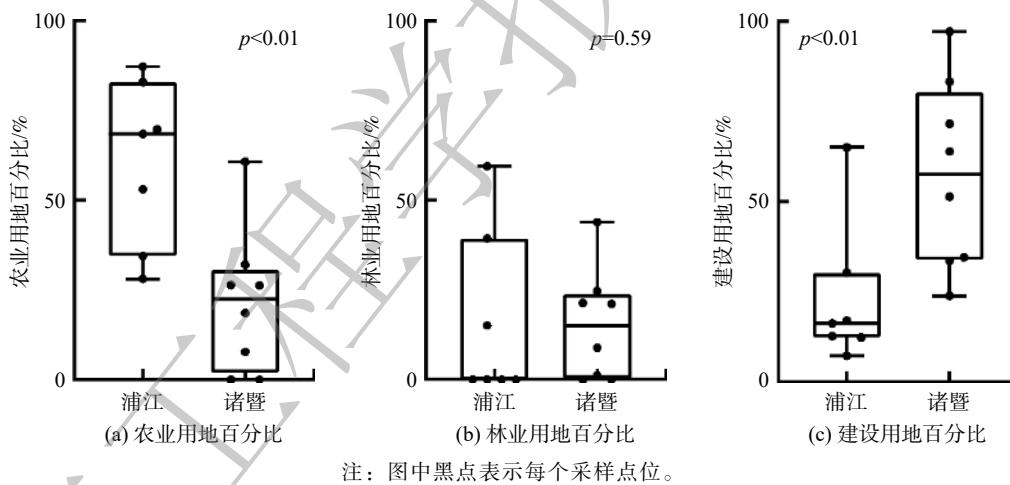 100
50
0
农业用地百分比/%
p<0.01
浦江
诸暨
(a) 农业用地百分比
100
50
0
林业用地百分比/%
p=0.59
浦江
诸暨
(b) 林业用地百分比
100
50
0
建设用地百分比/%
p<0.01
浦江
诸暨
(c) 建设用地百分比
注：图中黑点表示每个采样点位。
工程学报